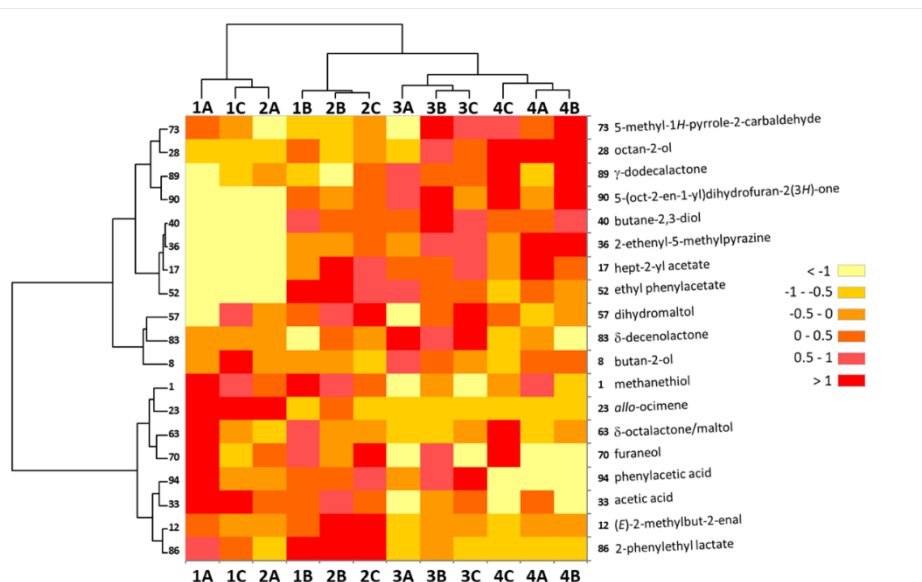 1A 1C 2A 1B 2B 2C 3A 3B 3C 4C 4A 4B
73 73 5-methyl-1H-pyrrole-2-carbaldehyde
28 28 octan-2-ol
89 89 γ-dodecalactone
90 90 5-(oct-2-en-1-yl)dihydrofuran-2(3H)-one
40 40 butane-2,3-diol
36 36 2-ethenyl-5-methylpyrazine
17 17 hept-2-yl acetate
52 52 ethyl phenylacetate
57 57 dihydromaltol
83 83 δ-decenolactone
8 8 butan-2-ol
1 1 methanethiol
23 23 allo-ocimene
63 63 δ-octalactone/maltol
70 70 furaneol
94 94 phenylacetic acid
33 33 acetic acid
12 12 (E)-2-methylbut-2-enal
86 86 2-phenylethyl lactate
1A 1C 2A 1B 2B 2C 3A 3B 3C 4C 4A 4B
< -1
-1 - -0.5
-0.5 - 0
0 - 0.5
0.5 - 1
> 1